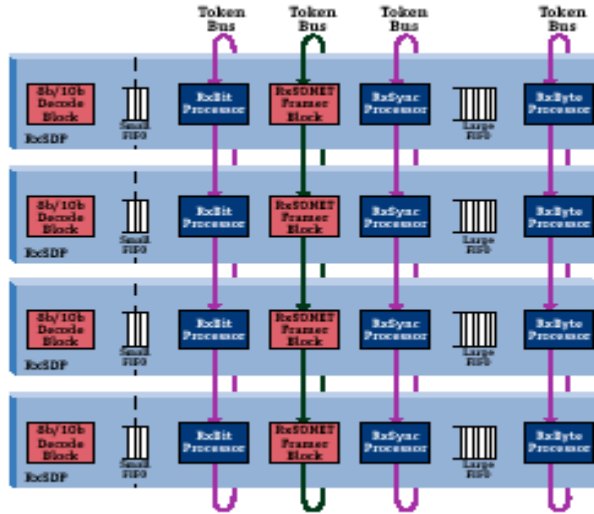 Token Bus
Token Bus
Token Bus
Token Bus
8b/10b Decode Block
Small FIFO
RxBit Processor
RxSONET Framer Block
RxSync Processor
Large FIFO
RxByte Processor
RxSDP
8b/10b Decode Block
Small FIFO
RxBit Processor
RxSONET Framer Block
RxSync Processor
Large FIFO
RxByte Processor
RxSDP
8b/10b Decode Block
Small FIFO
RxBit Processor
RxSONET Framer Block
RxSync Processor
Large FIFO
RxByte Processor
RxSDP
8b/10b Decode Block
Small FIFO
RxBit Processor
RxSONET Framer Block
RxSync Processor
Large FIFO
RxByte Processor
RxSDP